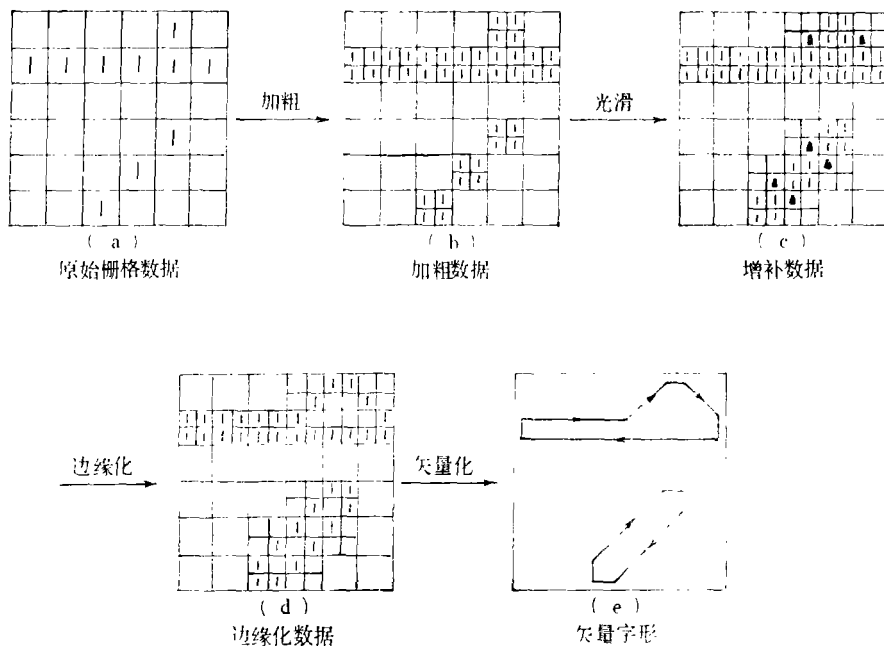 加粗
光滑
(a)
(b)
(c)
原始栅格数据
加粗数据
增补数据
边缘化
矢量化
(d)
(e)
边缘化数据
矢量字形